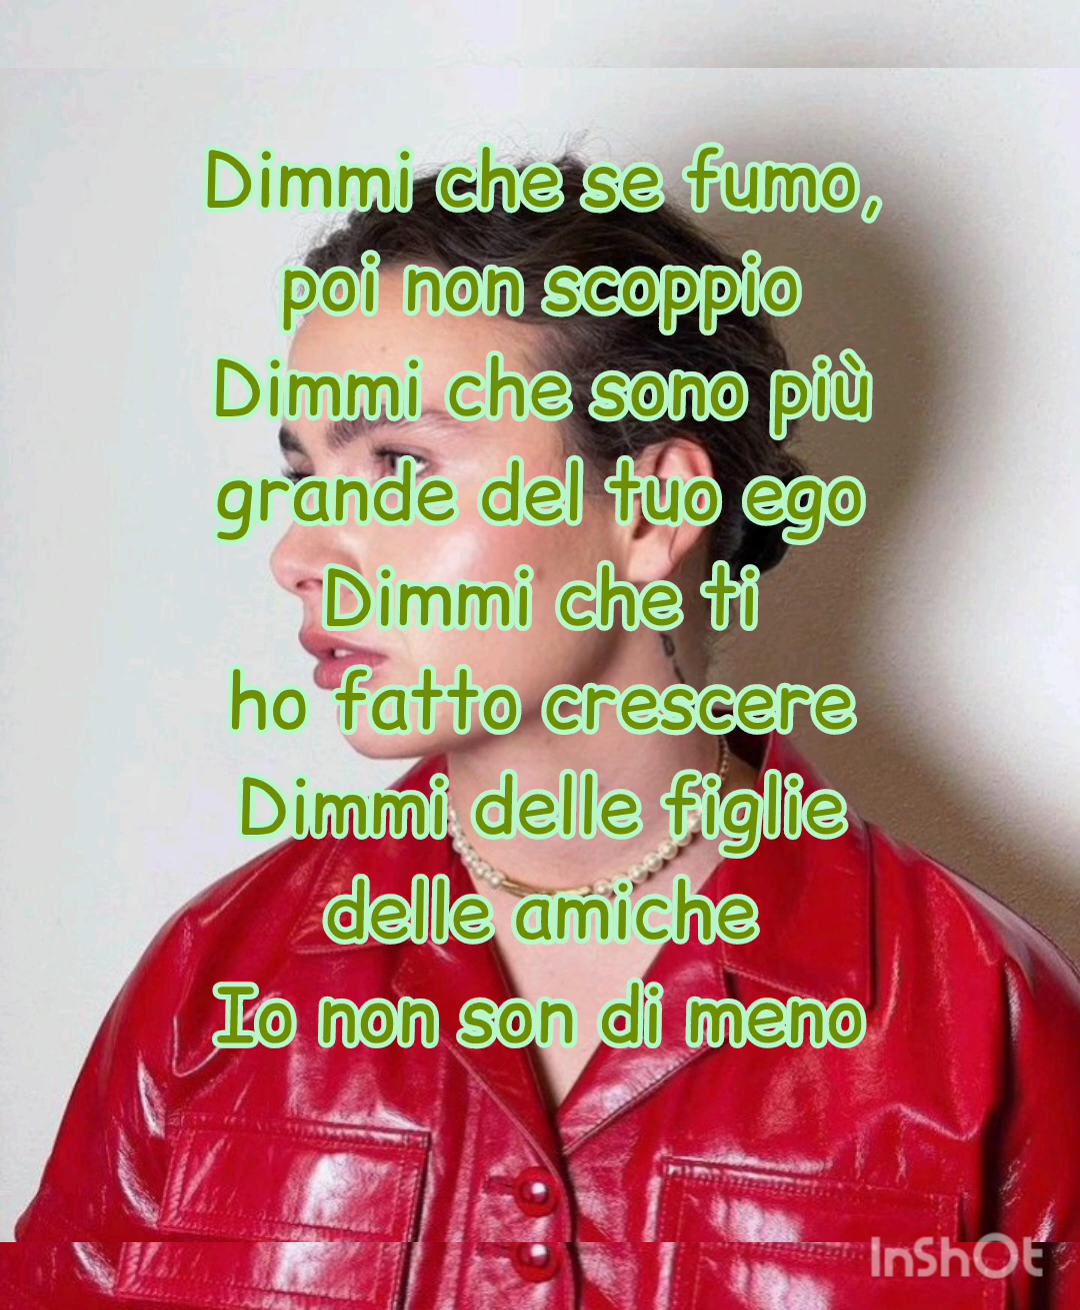 Dimmi che se fumo,
poi non scoppio
Dimmi che sono più
grande del tuo ego
Dimmi che ti
ho fatto crescere
Dimmi delle figlie
delle amiche
Io non son di meno
InShOt